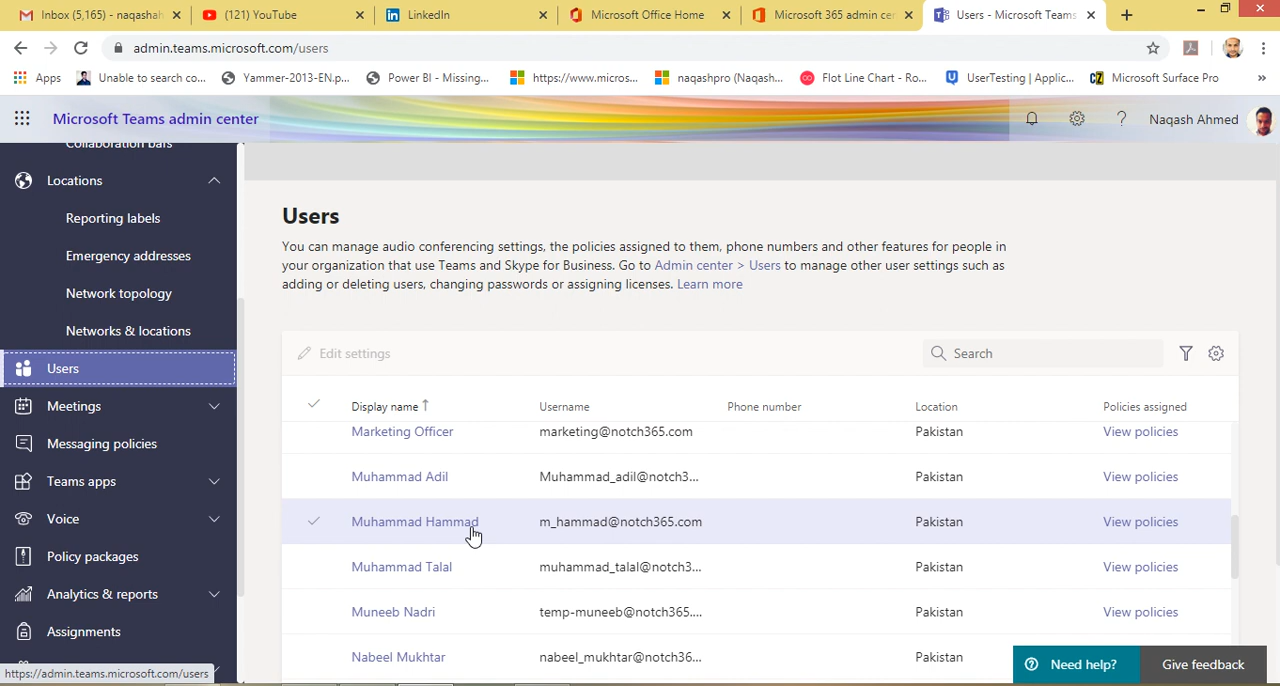 Inbox (5,165) - naqashah
(121) YouTube
LinkedIn
Microsoft Office Home
Microsoft 365 admin cen
Users - Microsoft Teams
admin.teams.microsoft.com/users
Apps
Unable to search co...
Yammer-2013-EN.p...
Power BI - Missing...
https://www.micros...
naqashpro (Naqash...
Flot Line Chart - Ro...
UserTesting | Applic...
Microsoft Surface Pro
»
Microsoft Teams admin center
Naqash Ahmed
Collaboration bars
Locations
Reporting labels
Emergency addresses
Network topology
Networks & locations
Users
Meetings
Messaging policies
Teams apps
Voice
Policy packages
Analytics & reports
Assignments
https://admin.teams.microsoft.com/users
Users
You can manage audio conferencing settings, the policies assigned to them, phone numbers and other features for people in
your organization that use Teams and Skype for Business. Go to Admin center > Users to manage other user settings such as
adding or deleting users, changing passwords or assigning licenses. Learn more
Edit settings
Search
Display name ↑ Username Phone number Location Policies assigned
Marketing Officer marketing@notch365.com Pakistan View policies
Muhammad Adil Muhammad_adil@notch3... Pakistan View policies
Muhammad Hammad m_hammad@notch365.com Pakistan View policies
Muhammad Talal muhammad_talal@notch3... Pakistan View policies
Muneeb Nadri temp-muneeb@notch365.... Pakistan View policies
Nabeel Mukhtar nabeel_mukhtar@notch36... Pakistan
Need help?
Give feedback